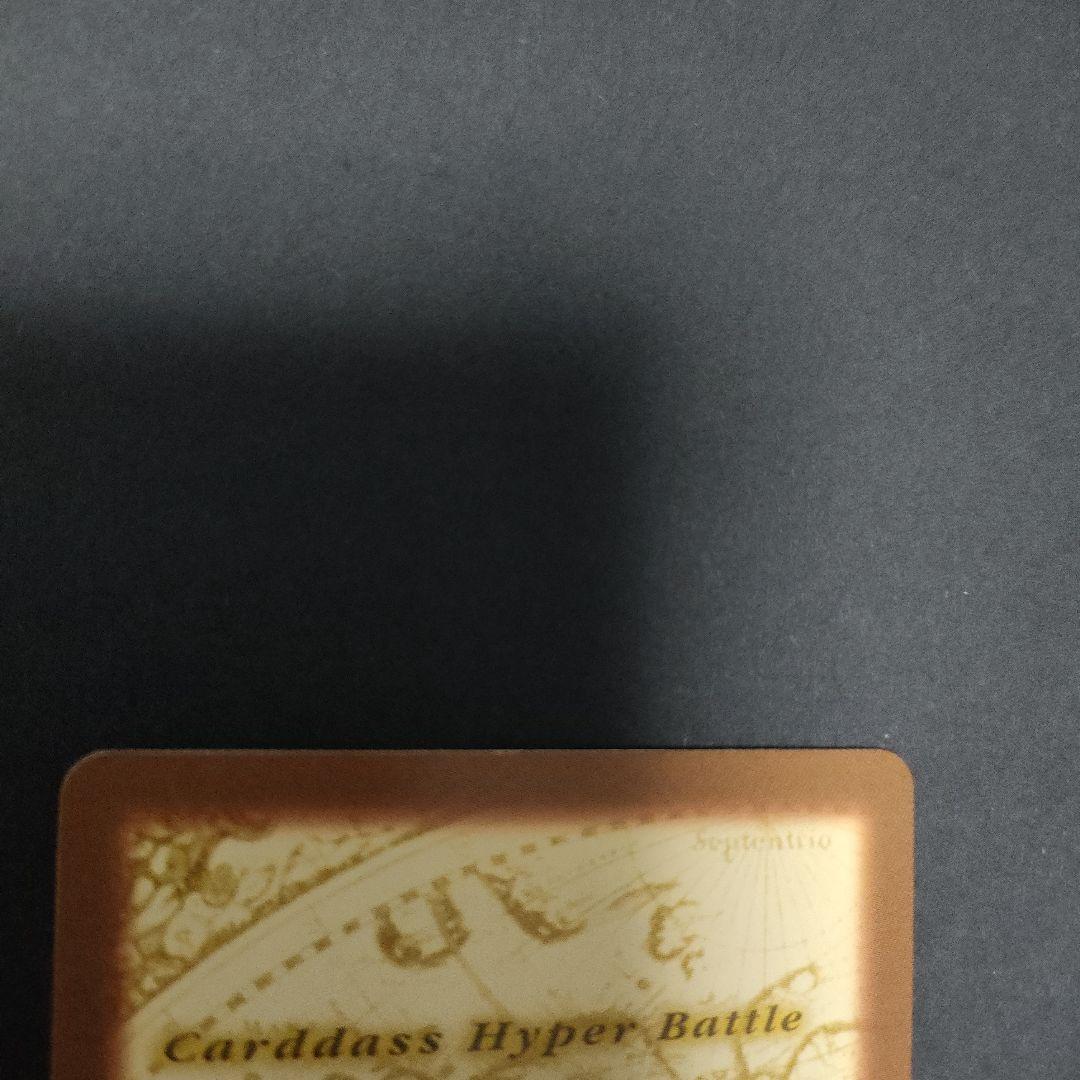 Septentrio
Carddass Hyper Battle